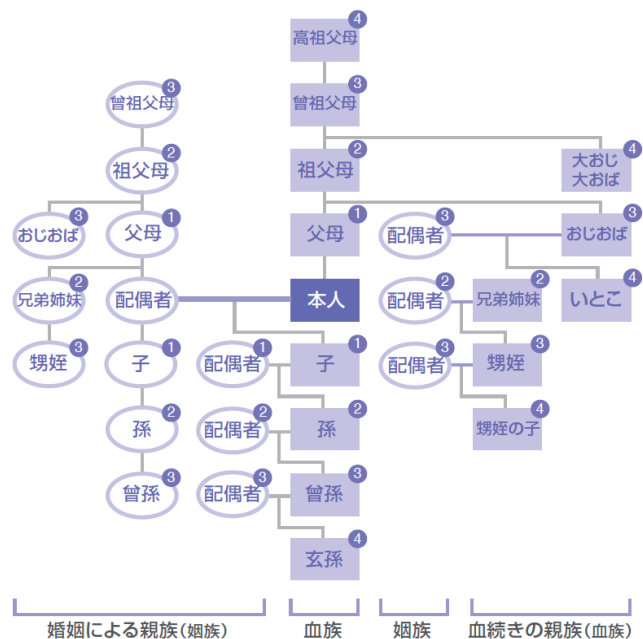 高祖父母 4
曾祖父母 3
曾祖父母 3
祖父母 2
祖父母 2
大おじ 4
大おば
おじおば 3
父母 1
父母 1
配偶者 3
おじおば 3
兄弟姉妹 2
配偶者
本人
配偶者 2
兄弟姉妹 2
いとこ 4
甥姪 3
子 1
配偶者 1
子 1
配偶者 3
甥姪 3
孫 2
配偶者 2
孫 2
甥姪の子 4
曾孫 3
配偶者 3
曾孫 3
玄孫 4
婚姻による親族(姻族)
血族
姻族
血続きの親族(血族)